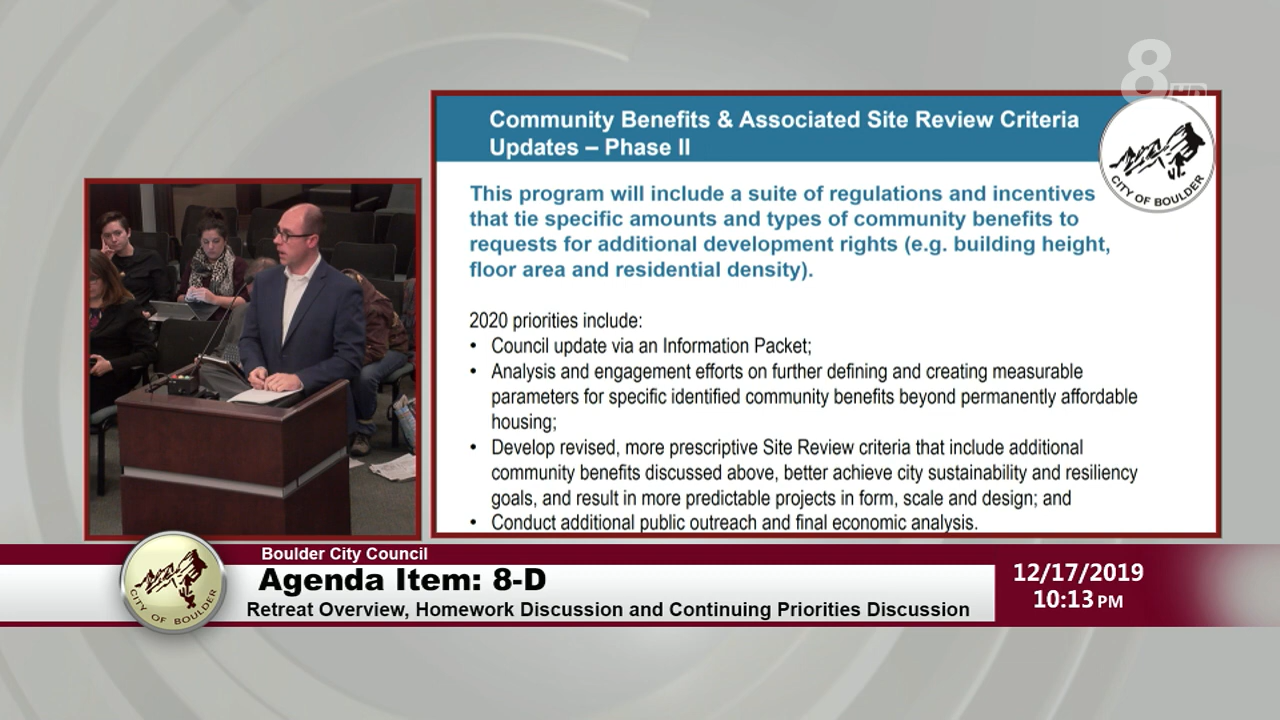 8
HD
Community Benefits & Associated Site Review Criteria
Updates – Phase II
CITY OF BOULDER
This program will include a suite of regulations and incentives
that tie specific amounts and types of community benefits to
requests for additional development rights (e.g. building height,
floor area and residential density).
2020 priorities include:
• Council update via an Information Packet;
• Analysis and engagement efforts on further defining and creating measurable
parameters for specific identified community benefits beyond permanently affordable
housing;
• Develop revised, more prescriptive Site Review criteria that include additional
community benefits discussed above, better achieve city sustainability and resiliency
goals, and result in more predictable projects in form, scale and design; and
• Conduct additional public outreach and final economic analysis.
Boulder City Council
Agenda Item: 8-D
Retreat Overview, Homework Discussion and Continuing Priorities Discussion
CITY OF BOULDER
12/17/2019
10:13 PM